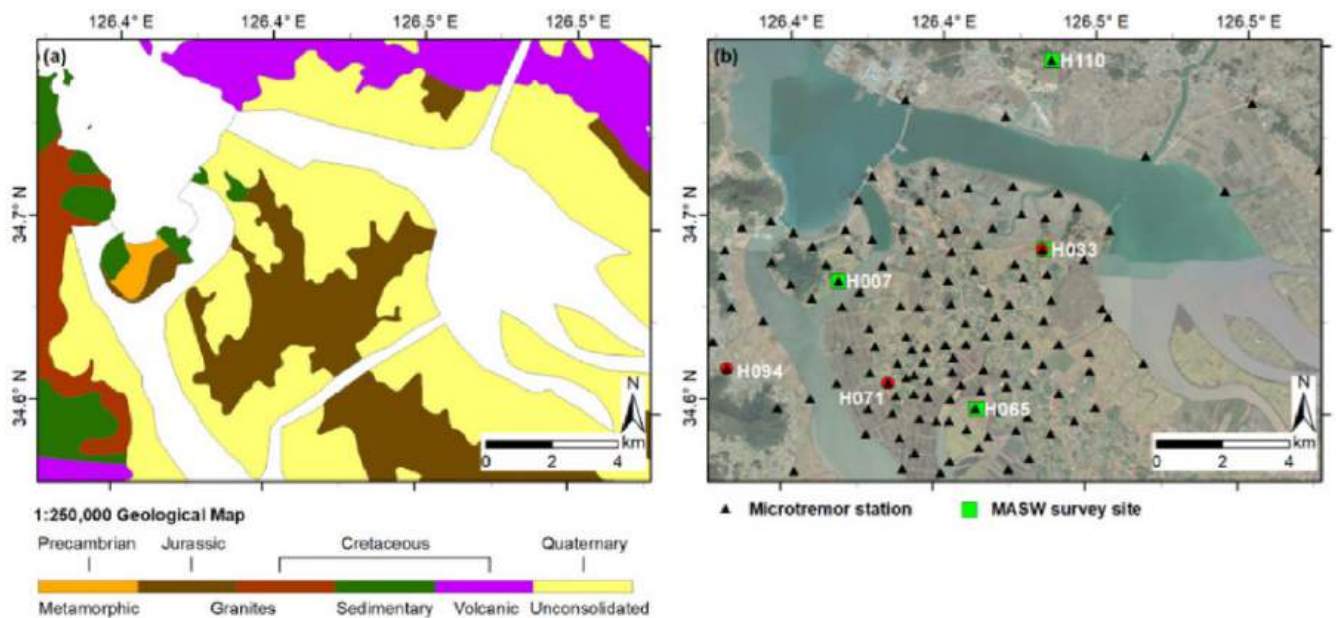 126.4° E 126.4° E 126.5° E 126.5° E
126.4° E 126.4° E 126.5° E 126.5° E
(a)
34.7° N
34.6° N
N
km
0 2 4
(b)
H110
34.7° N
H033
H007
H094
H071
H065
34.6° N
N
km
0 2 4
Microtremor station MASW survey site
1:250,000 Geological Map
Precambrian Jurassic Cretaceous Quaternary
Metamorphic Granites Sedimentary Volcanic Unconsolidated